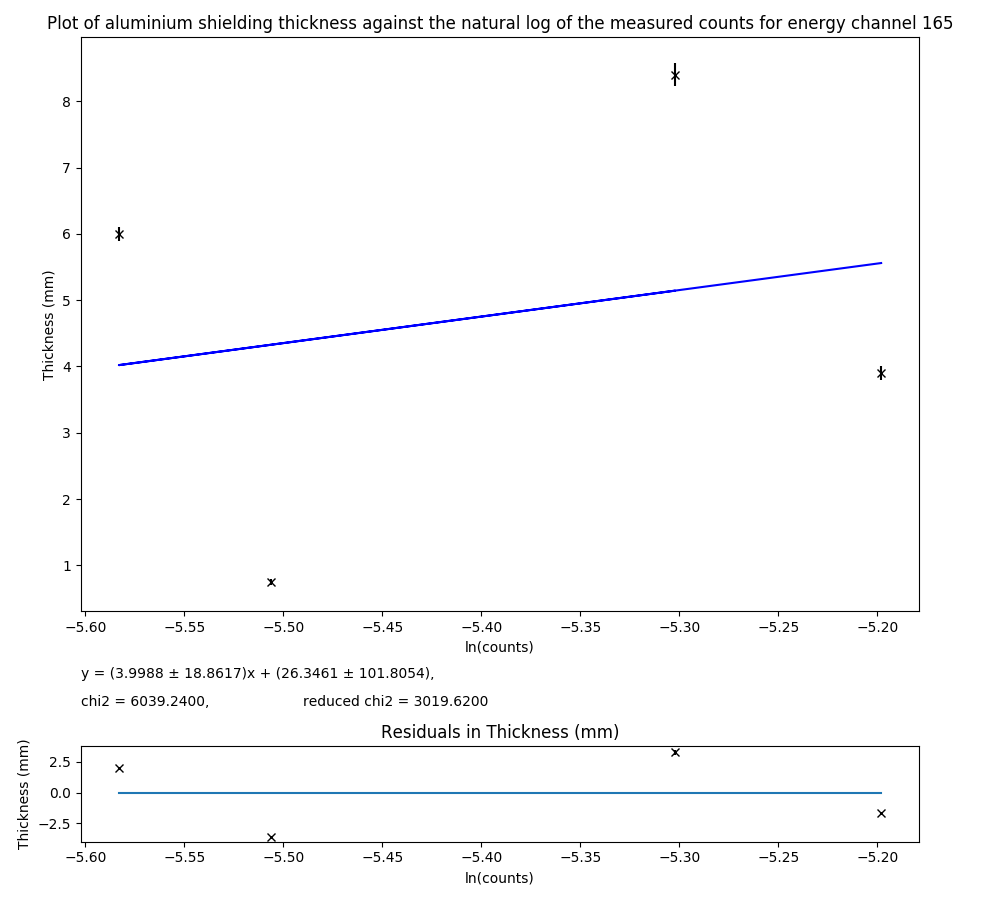 Plot of aluminium shielding thickness against the natural log of the measured counts for energy channel 165
Thickness (mm)
8
7
6
5
4
3
2
1
−5.60 −5.55 −5.50 −5.45 −5.40 −5.35 −5.30 −5.25 −5.20
ln(counts)
y = (3.9988 ± 18.8617)x + (26.3461 ± 101.8054),
chi2 = 6039.2400, reduced chi2 = 3019.6200
Residuals in Thickness (mm)
Thickness (mm)
2.5
0.0
−2.5
−5.60 −5.55 −5.50 −5.45 −5.40 −5.35 −5.30 −5.25 −5.20
ln(counts)